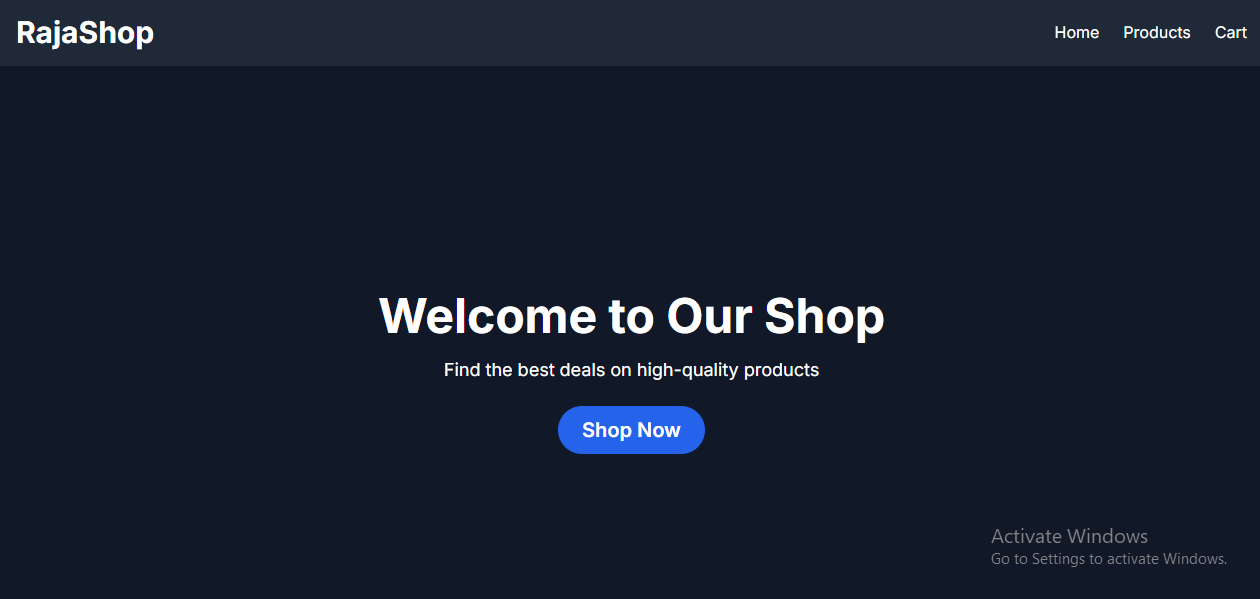 RajaShop
Home Products Cart
Welcome to Our Shop
Find the best deals on high-quality products
Shop Now
Activate Windows
Go to Settings to activate Windows.